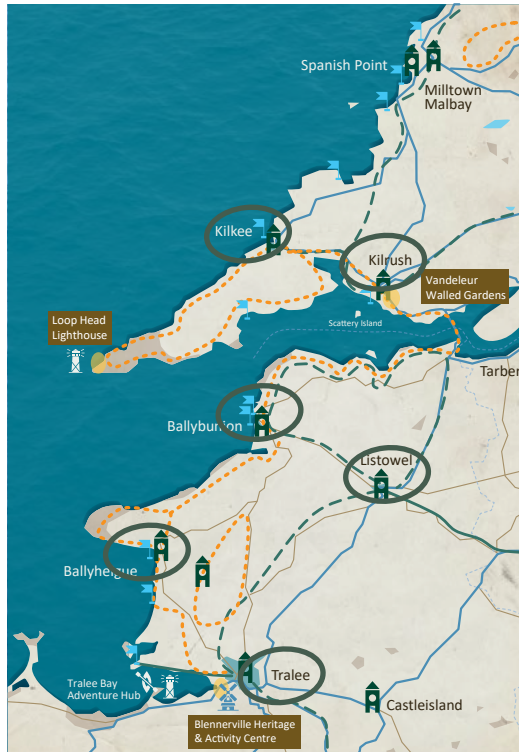 Spanish Point
Milltown
Malbay
Kilkee
Kilrush
Vandeleur
Walled Gardens
Loop Head
Lighthouse
Scattery Island
Tarber
Ballybunion
Listowel
Ballyheigue
Tralee Bay
Adventure Hub
Tralee
Castleisland
Blennerville Heritage
& Activity Centre